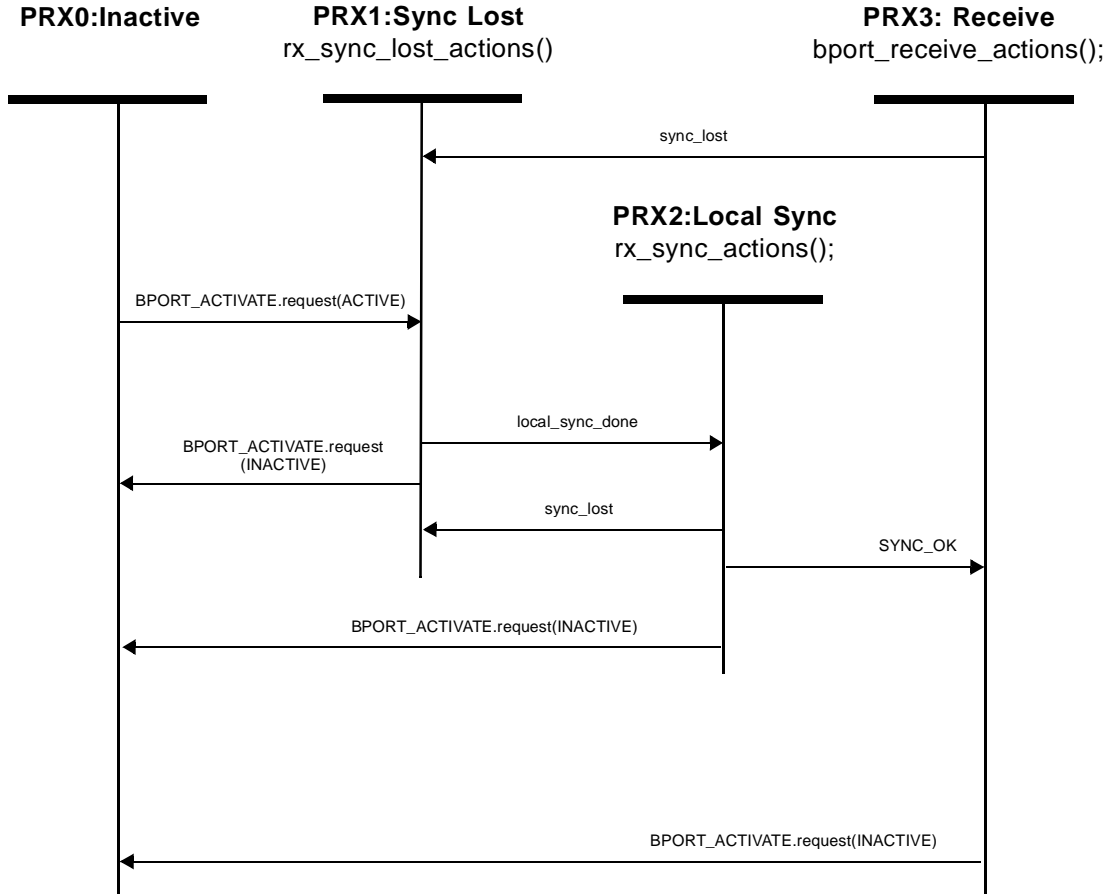 PRX0:Inactive
PRX1:Sync Lost
rx_sync_lost_actions()
PRX3: Receive
bport_receive_actions();
sync_lost
PRX2:Local Sync
rx_sync_actions();
BPORT_ACTIVATE.request(ACTIVE)
local_sync_done
BPORT_ACTIVATE.request
(INACTIVE)
sync_lost
SYNC_OK
BPORT_ACTIVATE.request(INACTIVE)
BPORT_ACTIVATE.request(INACTIVE)